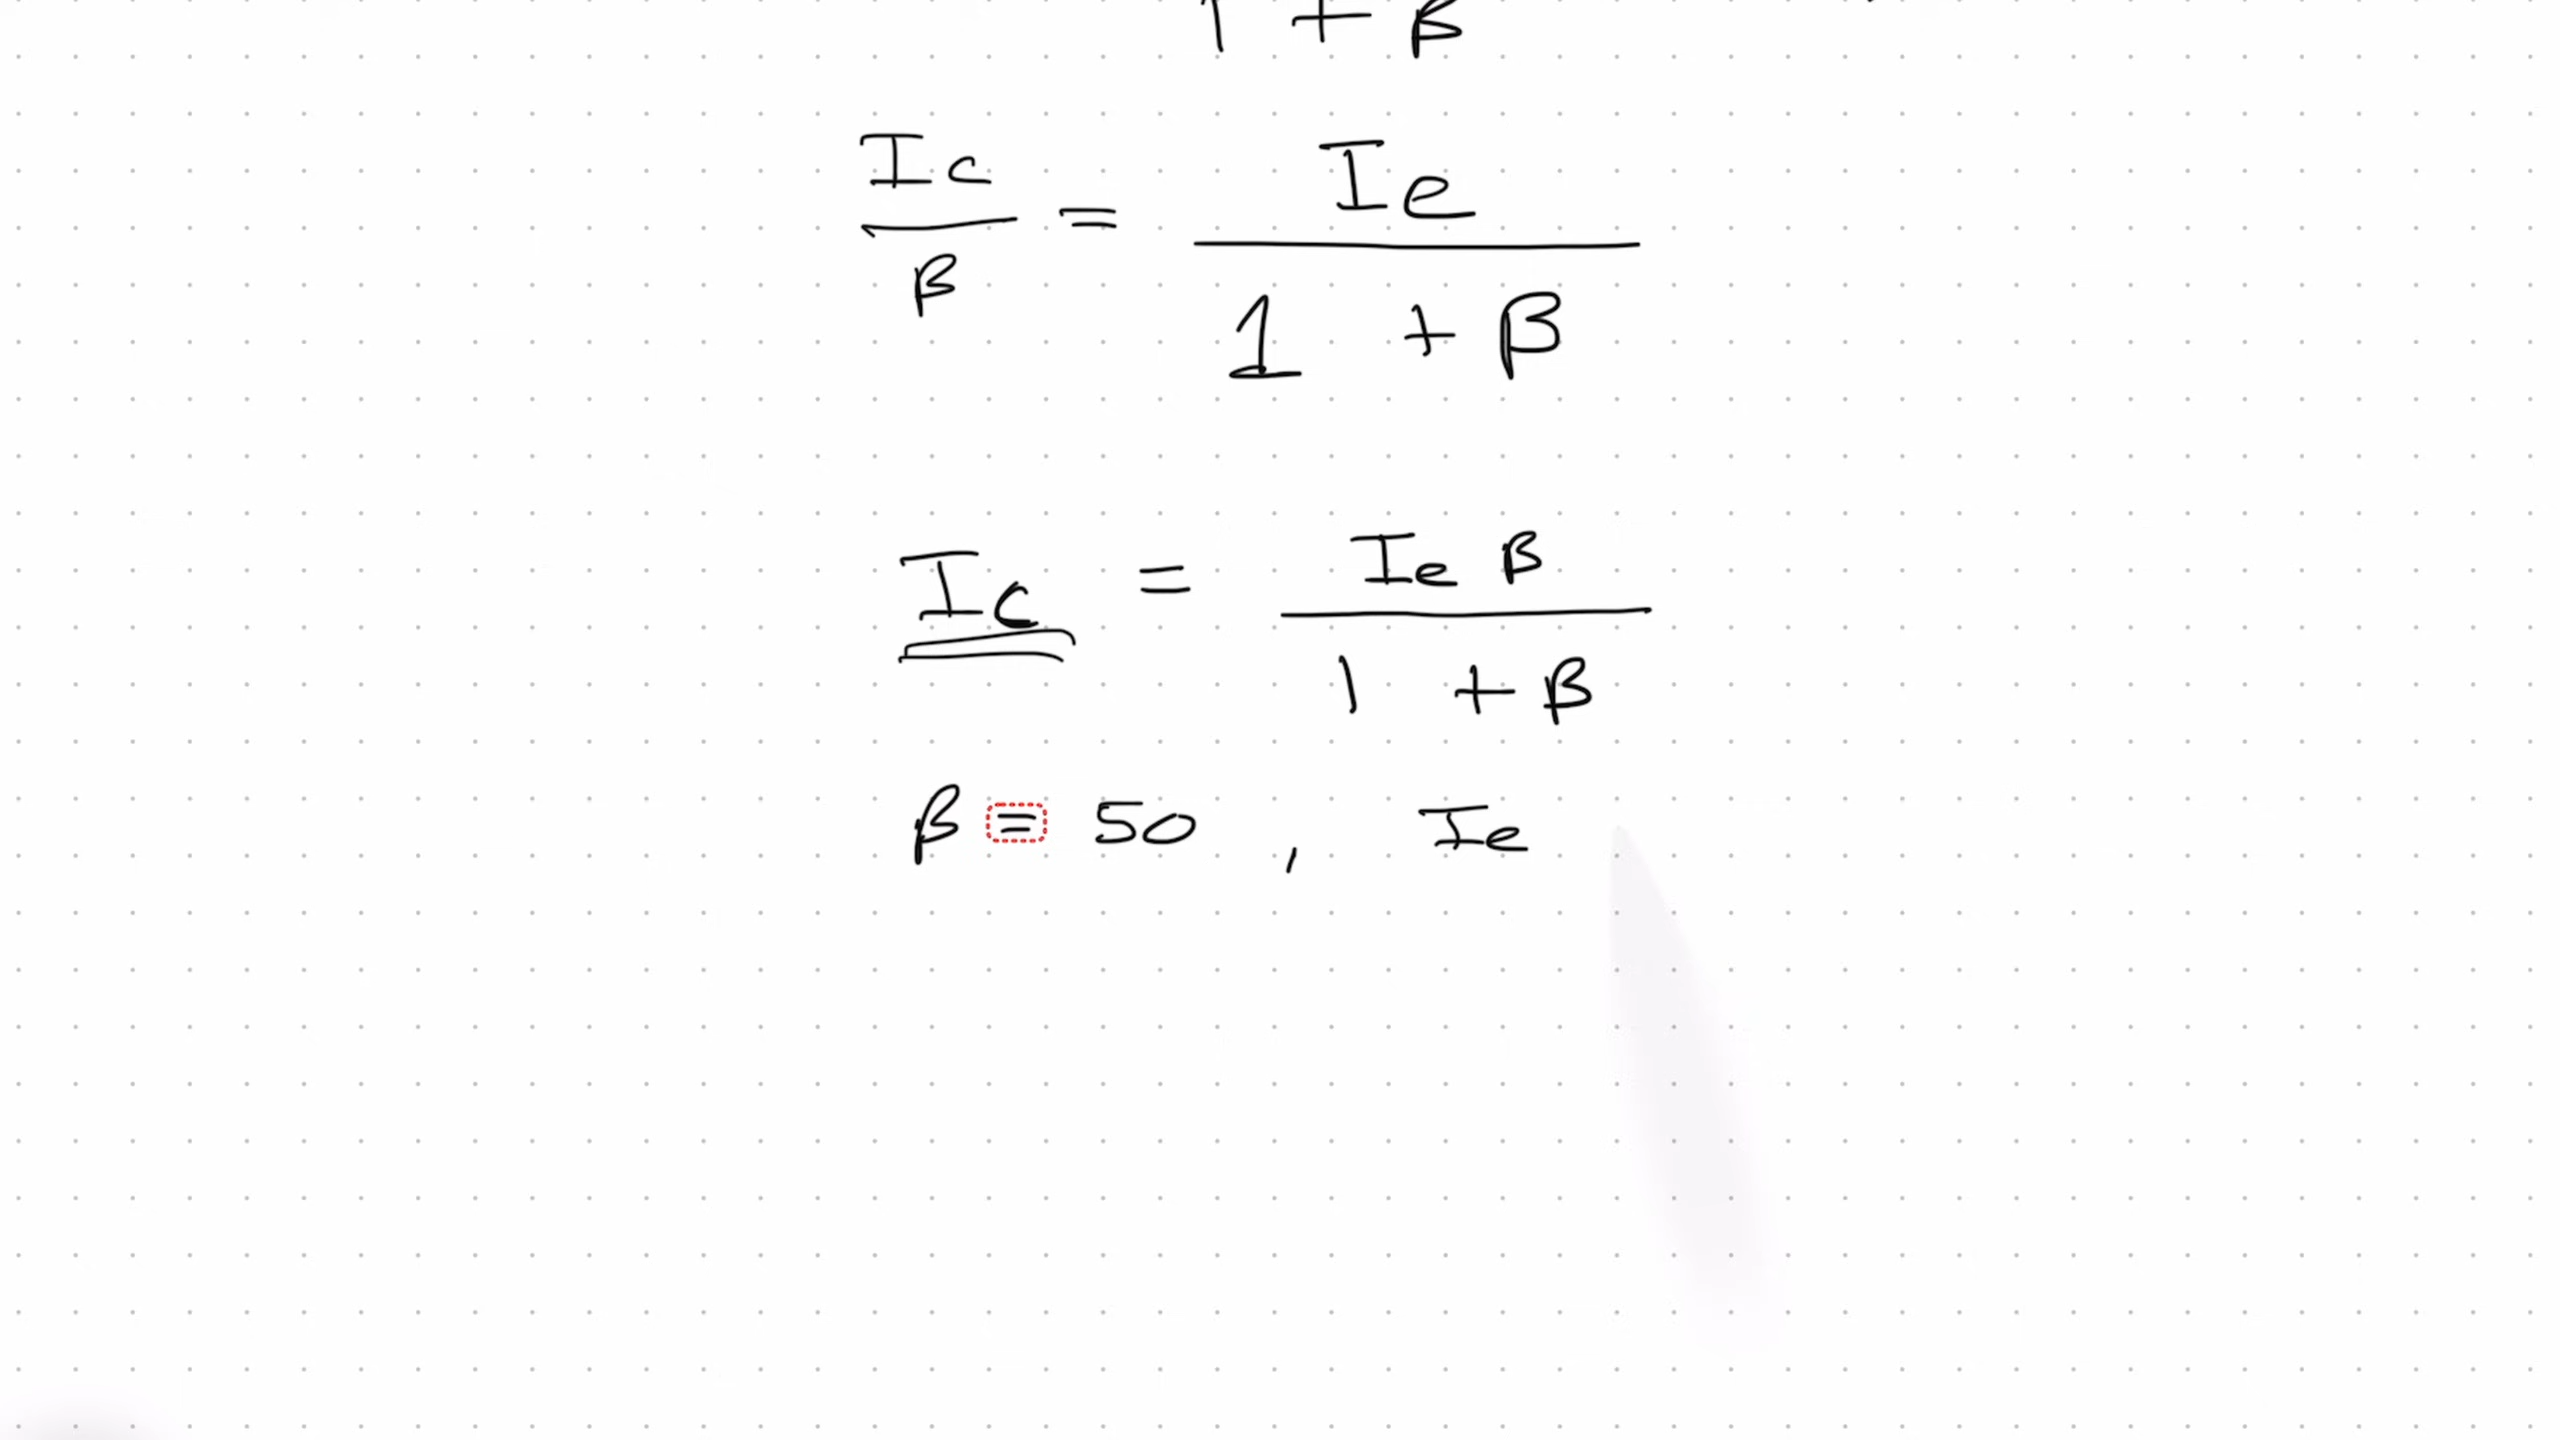 1 + β
Ic/β = Ie/1 + β
Ic = Ie β/1 + β
β = 50 , Ie